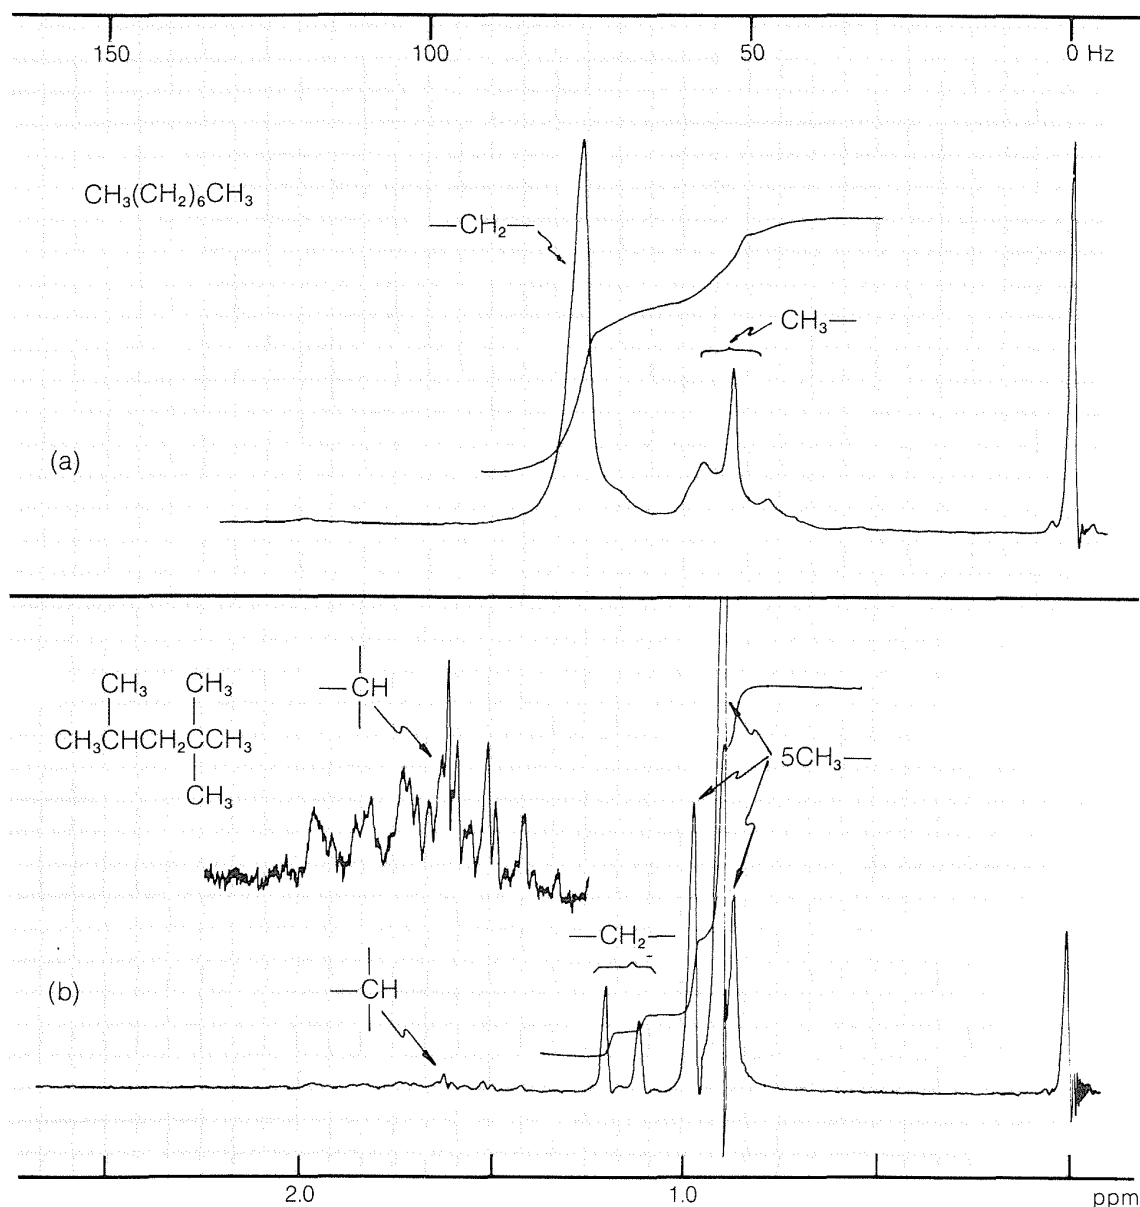 150 100 50 0 Hz
CH₃(CH₂)₆CH₃
—CH₂—
CH₃—
(a)
CH₃ CH₃
CH₃CHCH₂CCH₃
CH₃
—CH
5CH₃—
—CH₂—
—CH
(b)
2.0 1.0 ppm